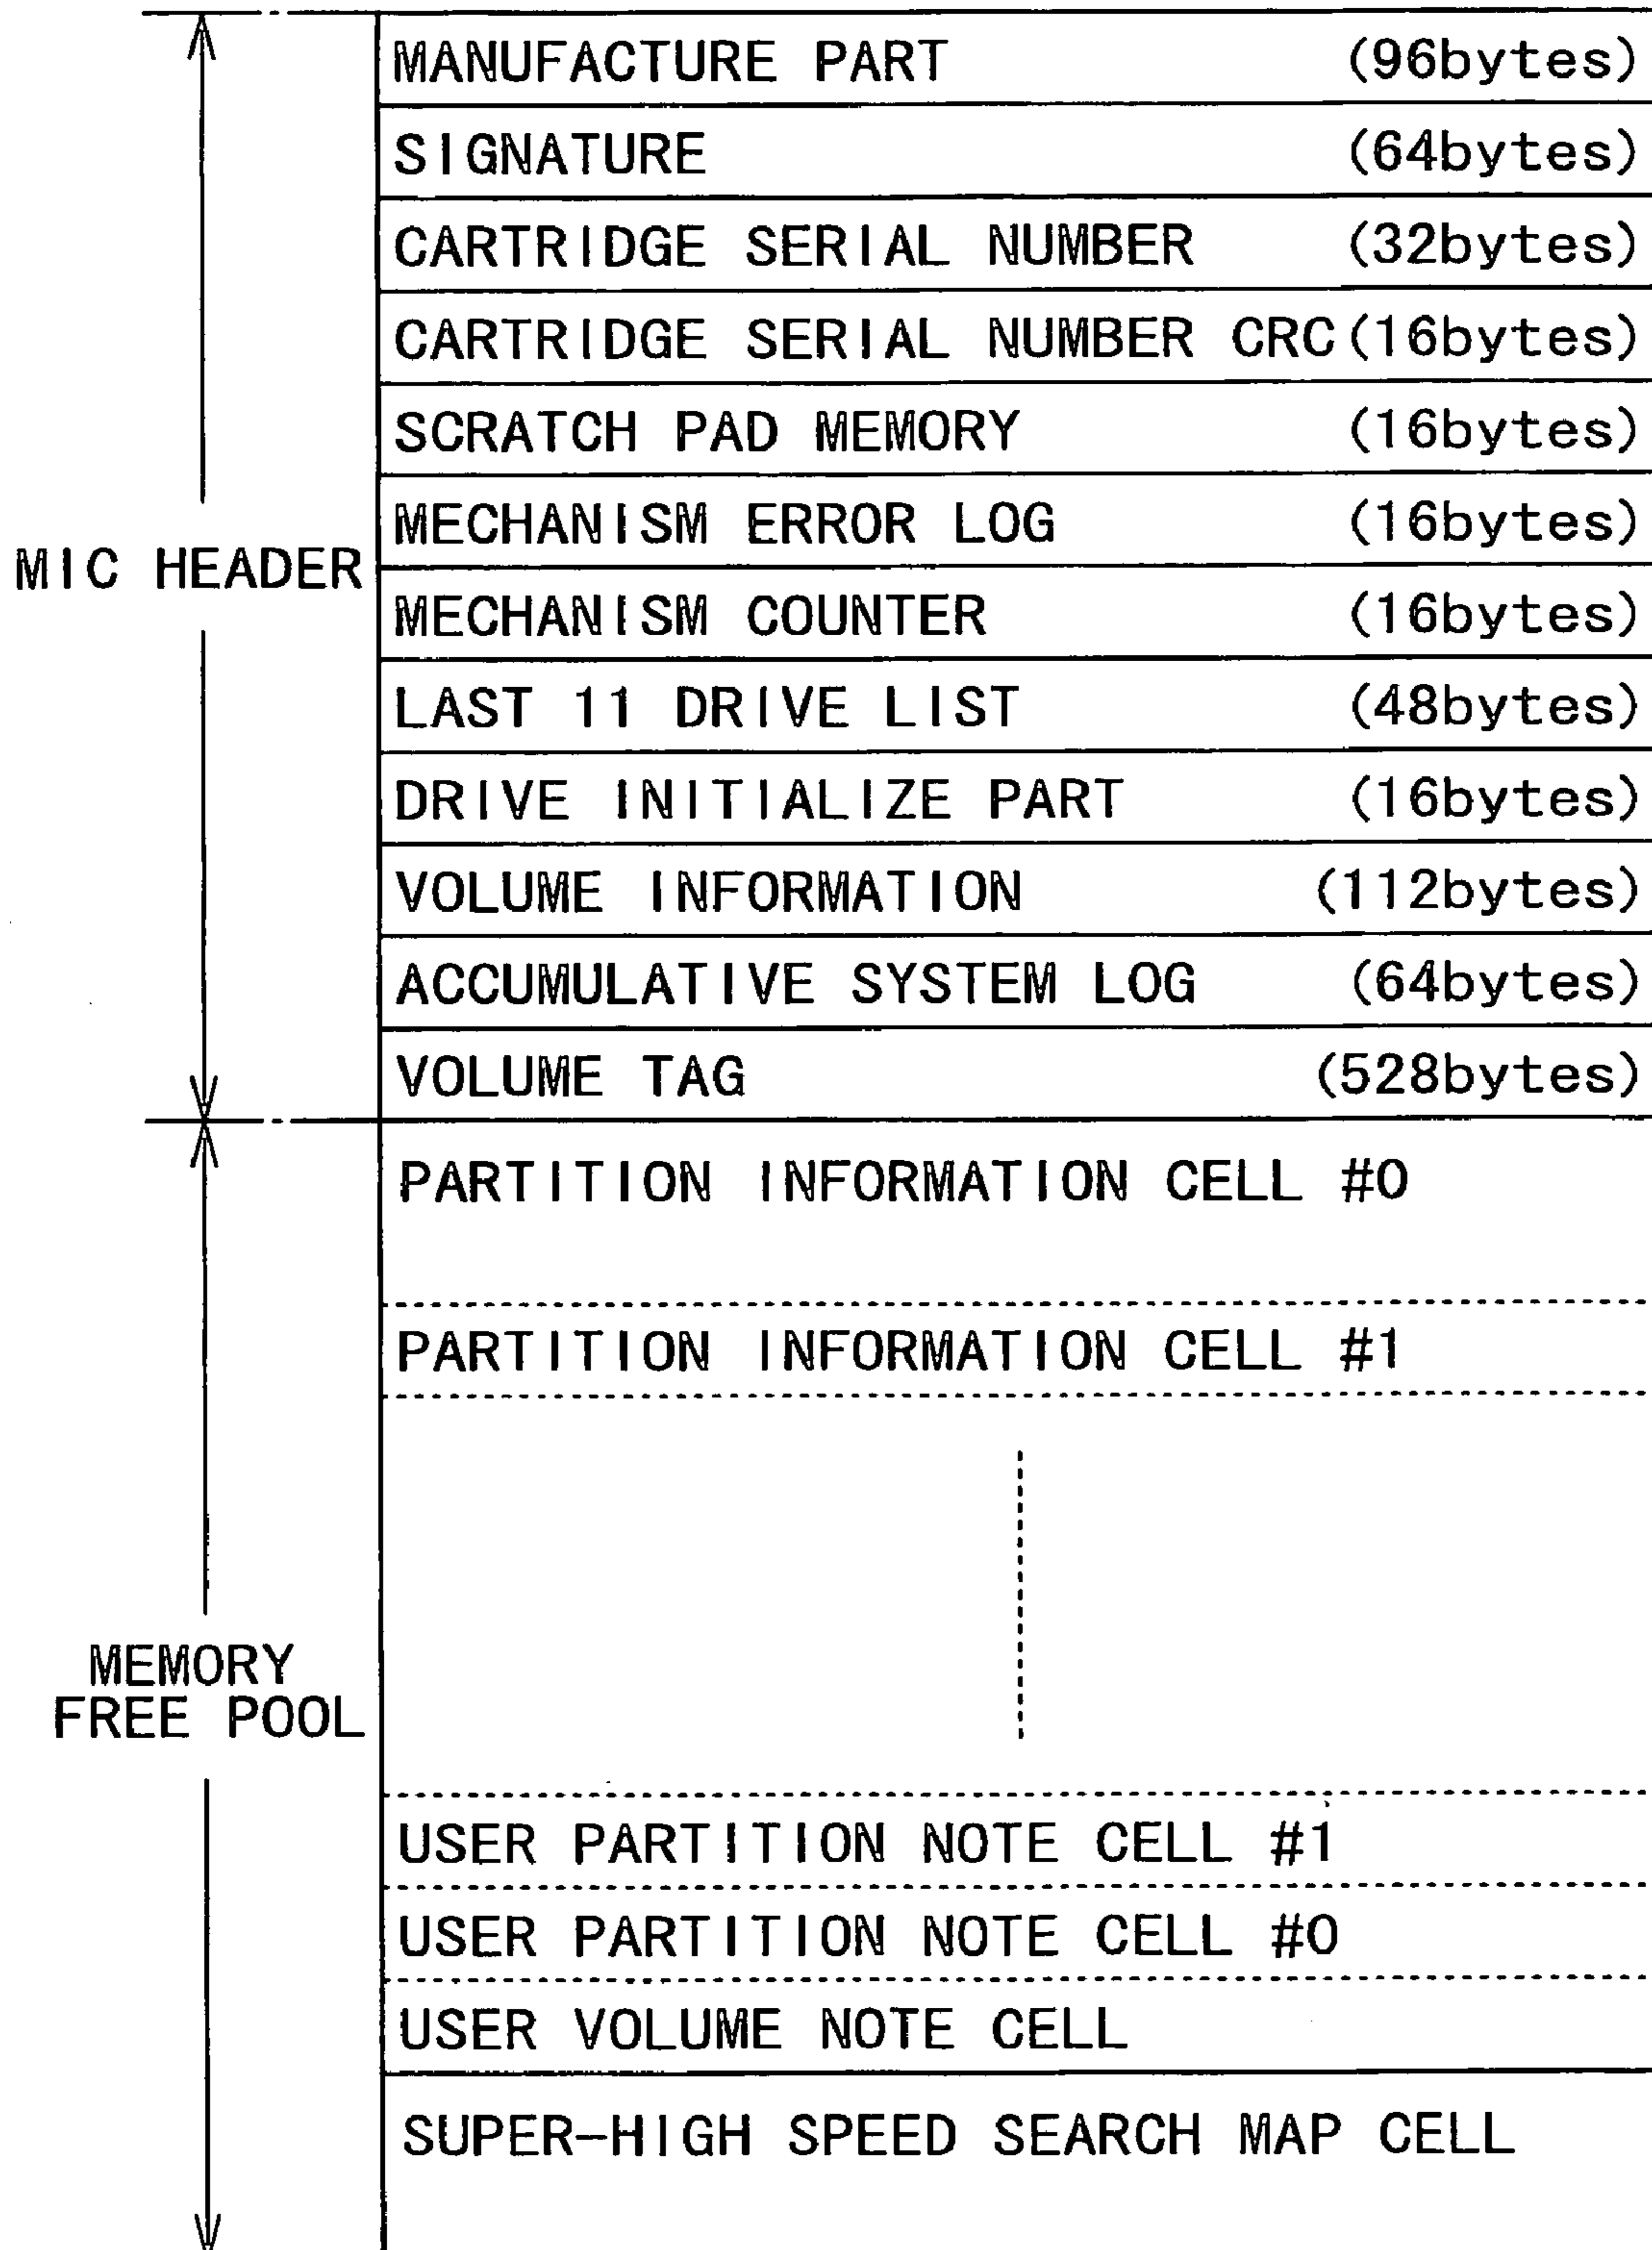 MANUFACTURE PART (96bytes)
SIGNATURE (64bytes)
CARTRIDGE SERIAL NUMBER (32bytes)
CARTRIDGE SERIAL NUMBER CRC(16bytes)
SCRATCH PAD MEMORY (16bytes)
MECHANISM ERROR LOG (16bytes)
MIC HEADER
MECHANISM COUNTER (16bytes)
LAST 11 DRIVE LIST (48bytes)
DRIVE INITIALIZE PART (16bytes)
VOLUME INFORMATION (112bytes)
ACCUMULATIVE SYSTEM LOG (64bytes)
VOLUME TAG (528bytes)
PARTITION INFORMATION CELL #0
PARTITION INFORMATION CELL #1
MEMORY
FREE POOL
USER PARTITION NOTE CELL #1
USER PARTITION NOTE CELL #0
USER VOLUME NOTE CELL
SUPER-HIGH SPEED SEARCH MAP CELL